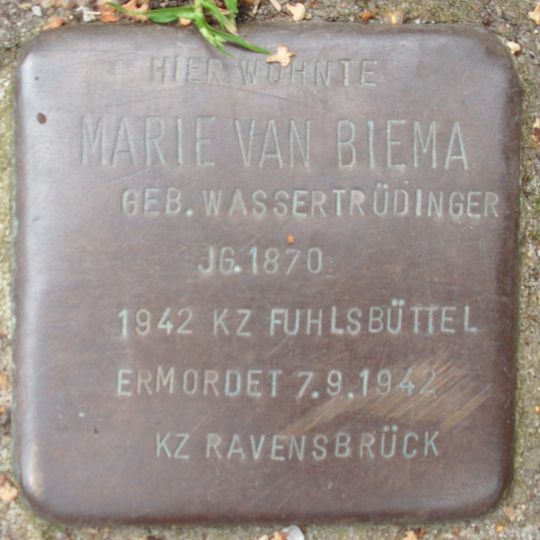 HIER WOHNTE
MARIE VAN BIEMA
GEB. WASSERTRÜDINGER
JG. 1870
1942 KZ FUHLSBÜTTEL
ERMORDET 7.9.1942
KZ RAVENSBRÜCK